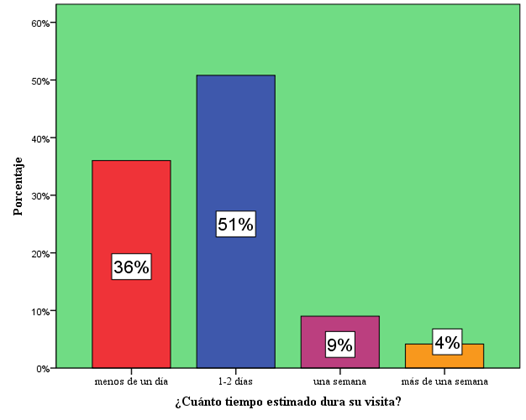 60%
50%
40%
30%
20%
10%
0%
Porcentaje
36%
51%
9%
4%
menos de un día
1-2 días
una semana
más de una semana
¿Cuánto tiempo estimado dura su visita?